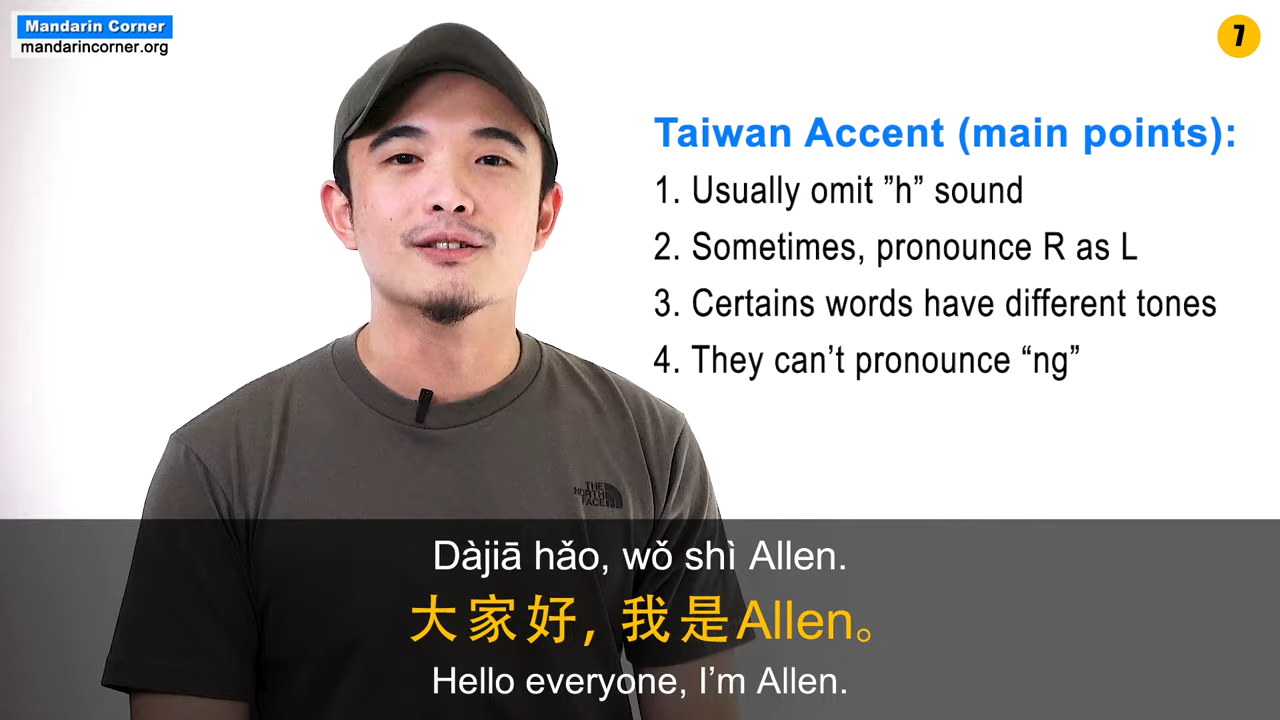 Mandarin Corner
mandarincorner.org
7
Taiwan Accent (main points):
1. Usually omit ”h” sound
2. Sometimes, pronounce R as L
3. Certains words have different tones
4. They can’t pronounce “ng”
THE
NORTH
FACE
Dàjiā hǎo, wǒ shì Allen.
大家好, 我是Allen。
Hello everyone, I’m Allen.